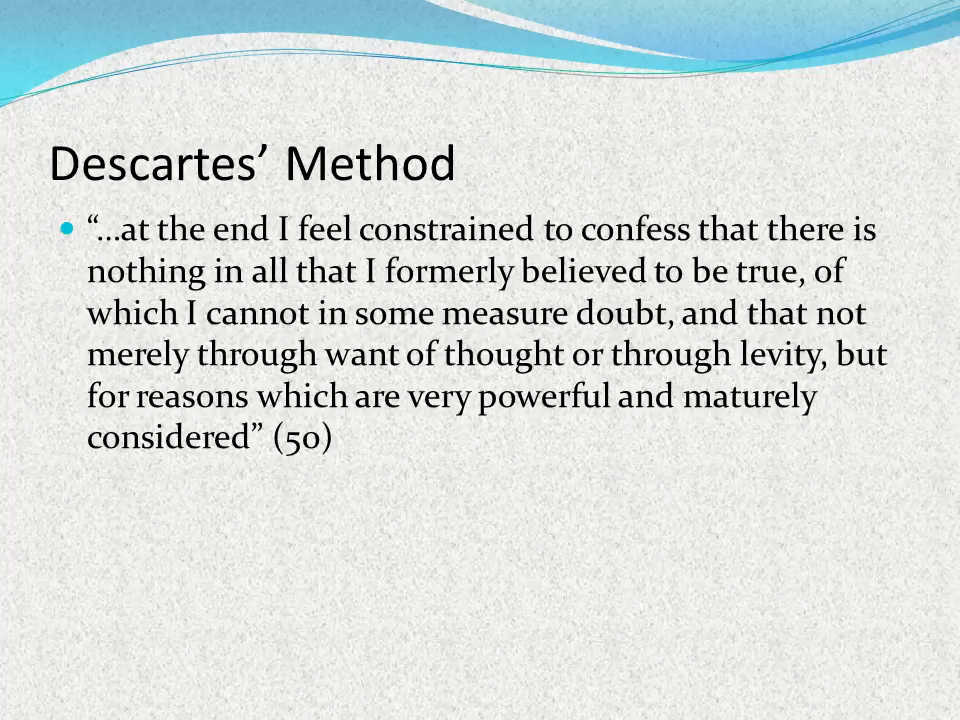 Descartes’ Method
• “…at the end I feel constrained to confess that there is
nothing in all that I formerly believed to be true, of
which I cannot in some measure doubt, and that not
merely through want of thought or through levity, but
for reasons which are very powerful and maturely
considered” (50)